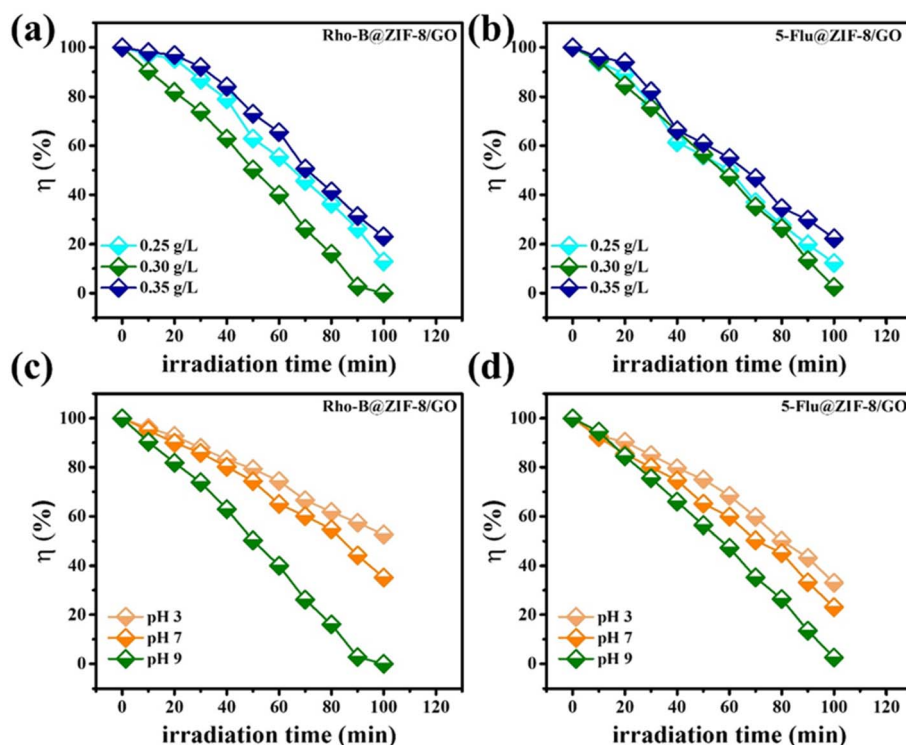 (a)
Rho-B@ZIF-8/GO
η (%)
100
80
60
40
20
0
0.25 g/L
0.30 g/L
0.35 g/L
0 20 40 60 80 100 120
irradiation time (min)
(b)
5-Flu@ZIF-8/GO
η (%)
100
80
60
40
20
0
0.25 g/L
0.30 g/L
0.35 g/L
0 20 40 60 80 100 120
irradiation time (min)
(c)
Rho-B@ZIF-8/GO
η (%)
100
80
60
40
20
0
pH 3
pH 7
pH 9
0 20 40 60 80 100 120
irradiation time (min)
(d)
5-Flu@ZIF-8/GO
η (%)
100
80
60
40
20
0
pH 3
pH 7
pH 9
0 20 40 60 80 100 120
irradiation time (min)